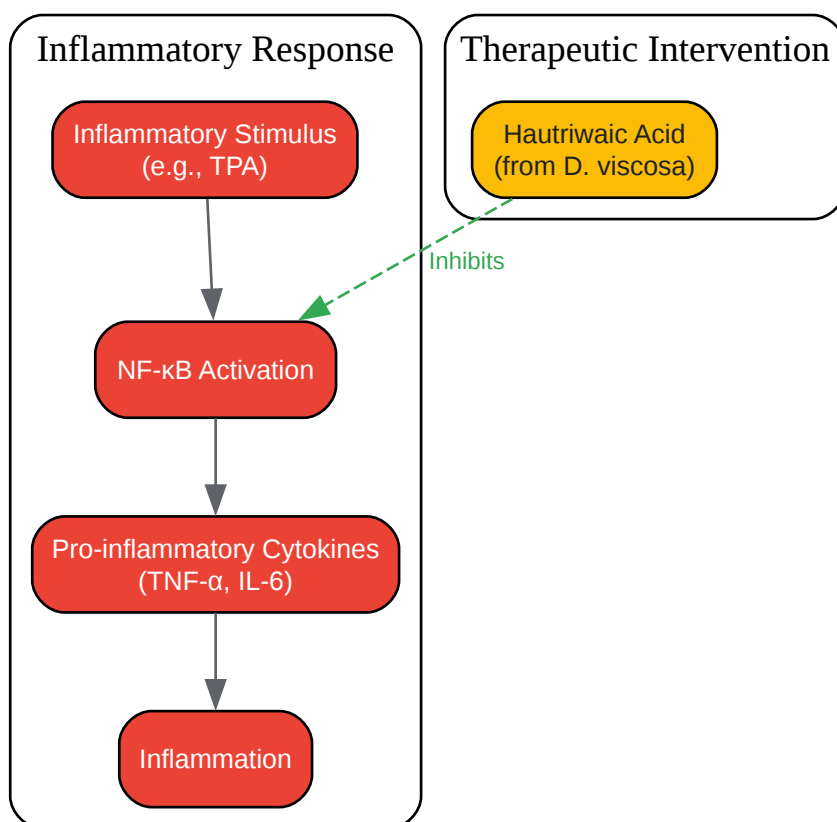 Inflammatory Response
Therapeutic Intervention
Inflammatory Stimulus
(e.g., TPA)
Hautriwaic Acid
(from D. viscosa)
Inhibits
NF-κB Activation
Pro-inflammatory Cytokines
(TNF-α, IL-6)
Inflammation